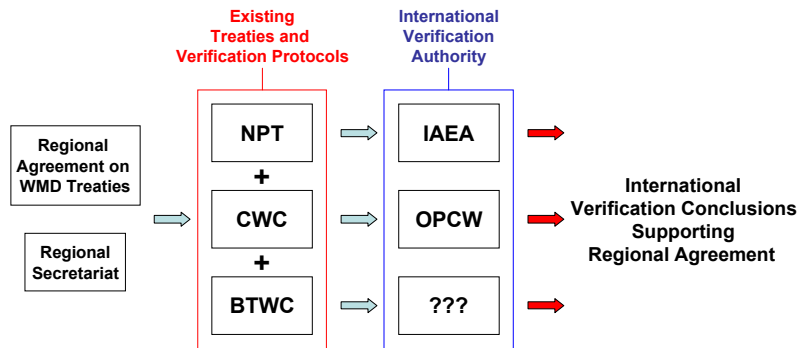 Existing
Treaties and
Verification Protocols
International
Verification
Authority
Regional
Agreement on
WMD Treaties
Regional
Secretariat
NPT
+
CWC
+
BTWC
IAEA
OPCW
???
International
Verification Conclusions
Supporting
Regional Agreement